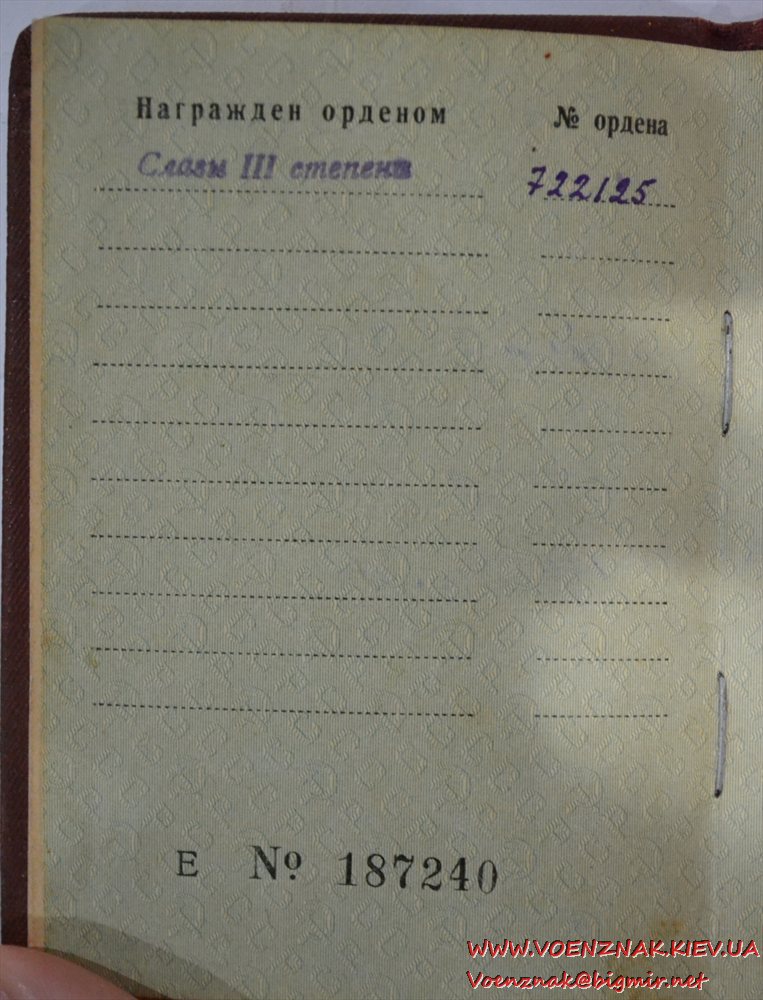 Награжден орденом № ордена
Славы III степени 722125
Е № 187240
WWW.VOENZNAK.KIEV.UA
Voenznak@bigmir.net